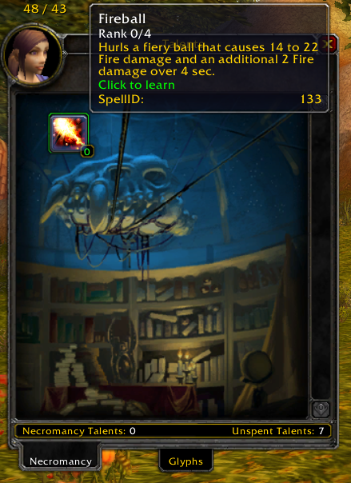 48 / 43
Fireball
Rank 0/4
Hurls a fiery ball that causes 14 to 22
Fire damage and an additional 2 Fire
damage over 4 sec.
Click to learn
SpellID: 133
0
Necromancy Talents: 0 Unspent Talents: 7
Necromancy Glyphs